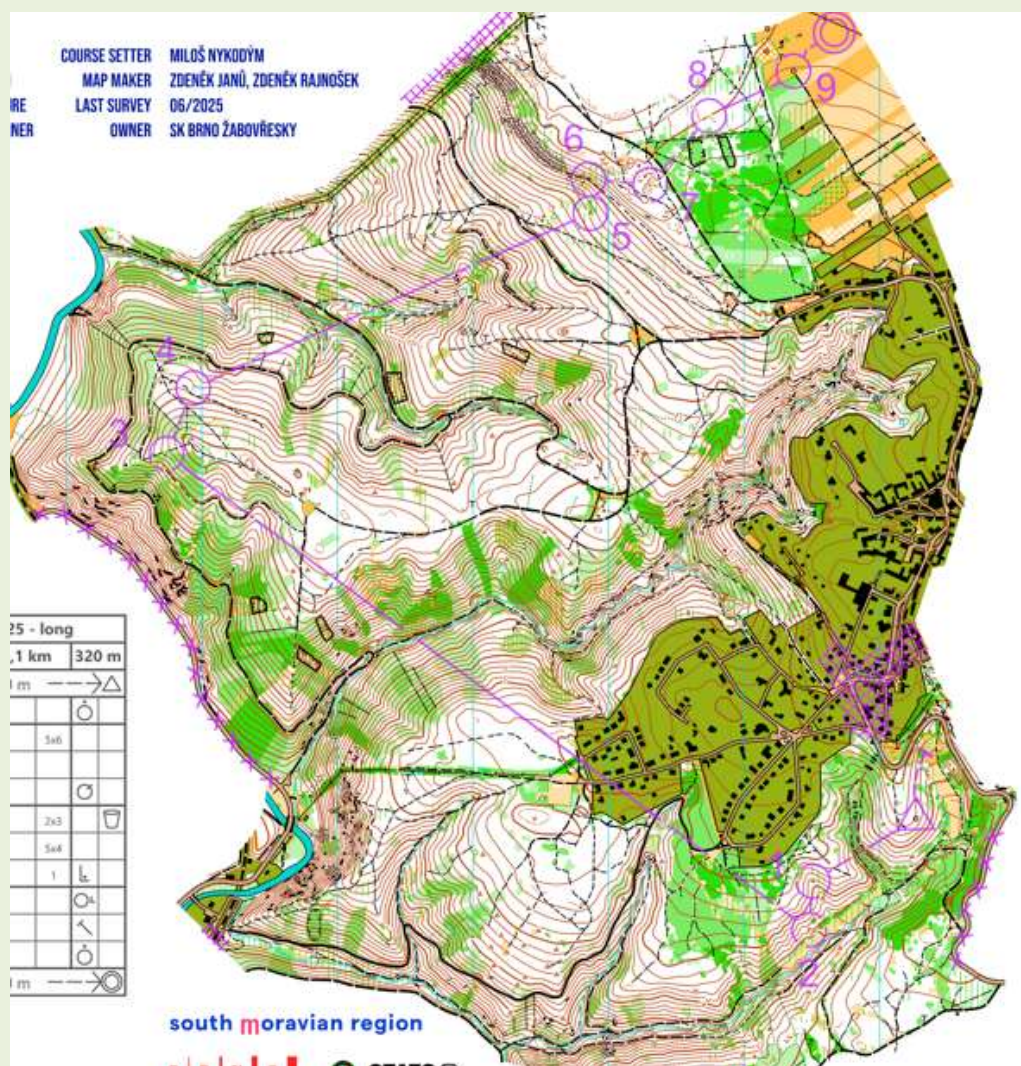 COURSE SETTER MILOŠ NYKODÝM
MAP MAKER ZDENĚK JANŮ, ZDENĚK RAJNOŠEK
RE LAST SURVEY 06/2025
NER OWNER SK BRNO ŽABOVŘESKY
8
9
6
7
5
4
3
25 - long
,1 km 320 m
m
5x6
2x3
5x4
1
m
1
2
south moravian region